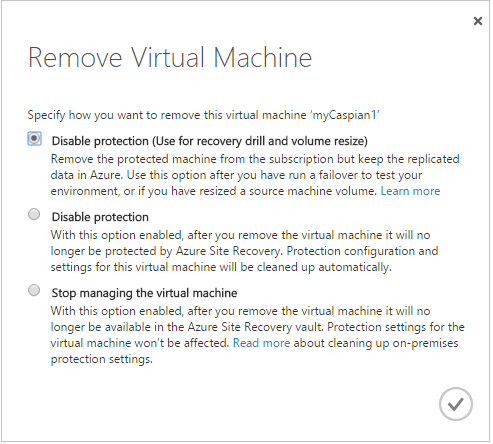 Remove Virtual Machine
Specify how you want to remove this virtual machine 'myCaspian1'
Disable protection (Use for recovery drill and volume resize)
Remove the protected machine from the subscription but keep the replicated
data in Azure. Use this option after you have run a failover to test your
environment, or if you have resized a source machine volume. Learn more
Disable protection
With this option enabled, after you remove the virtual machine it will no
longer be protected by Azure Site Recovery. Protection configuration and
settings for this virtual machine will be cleaned up automatically.
Stop managing the virtual machine
With this option enabled, after you remove the virtual machine it will no
longer be available in the Azure Site Recovery vault. Protection settings for the
virtual machine won't be affected. Read more about cleaning up on-premises
protection settings.